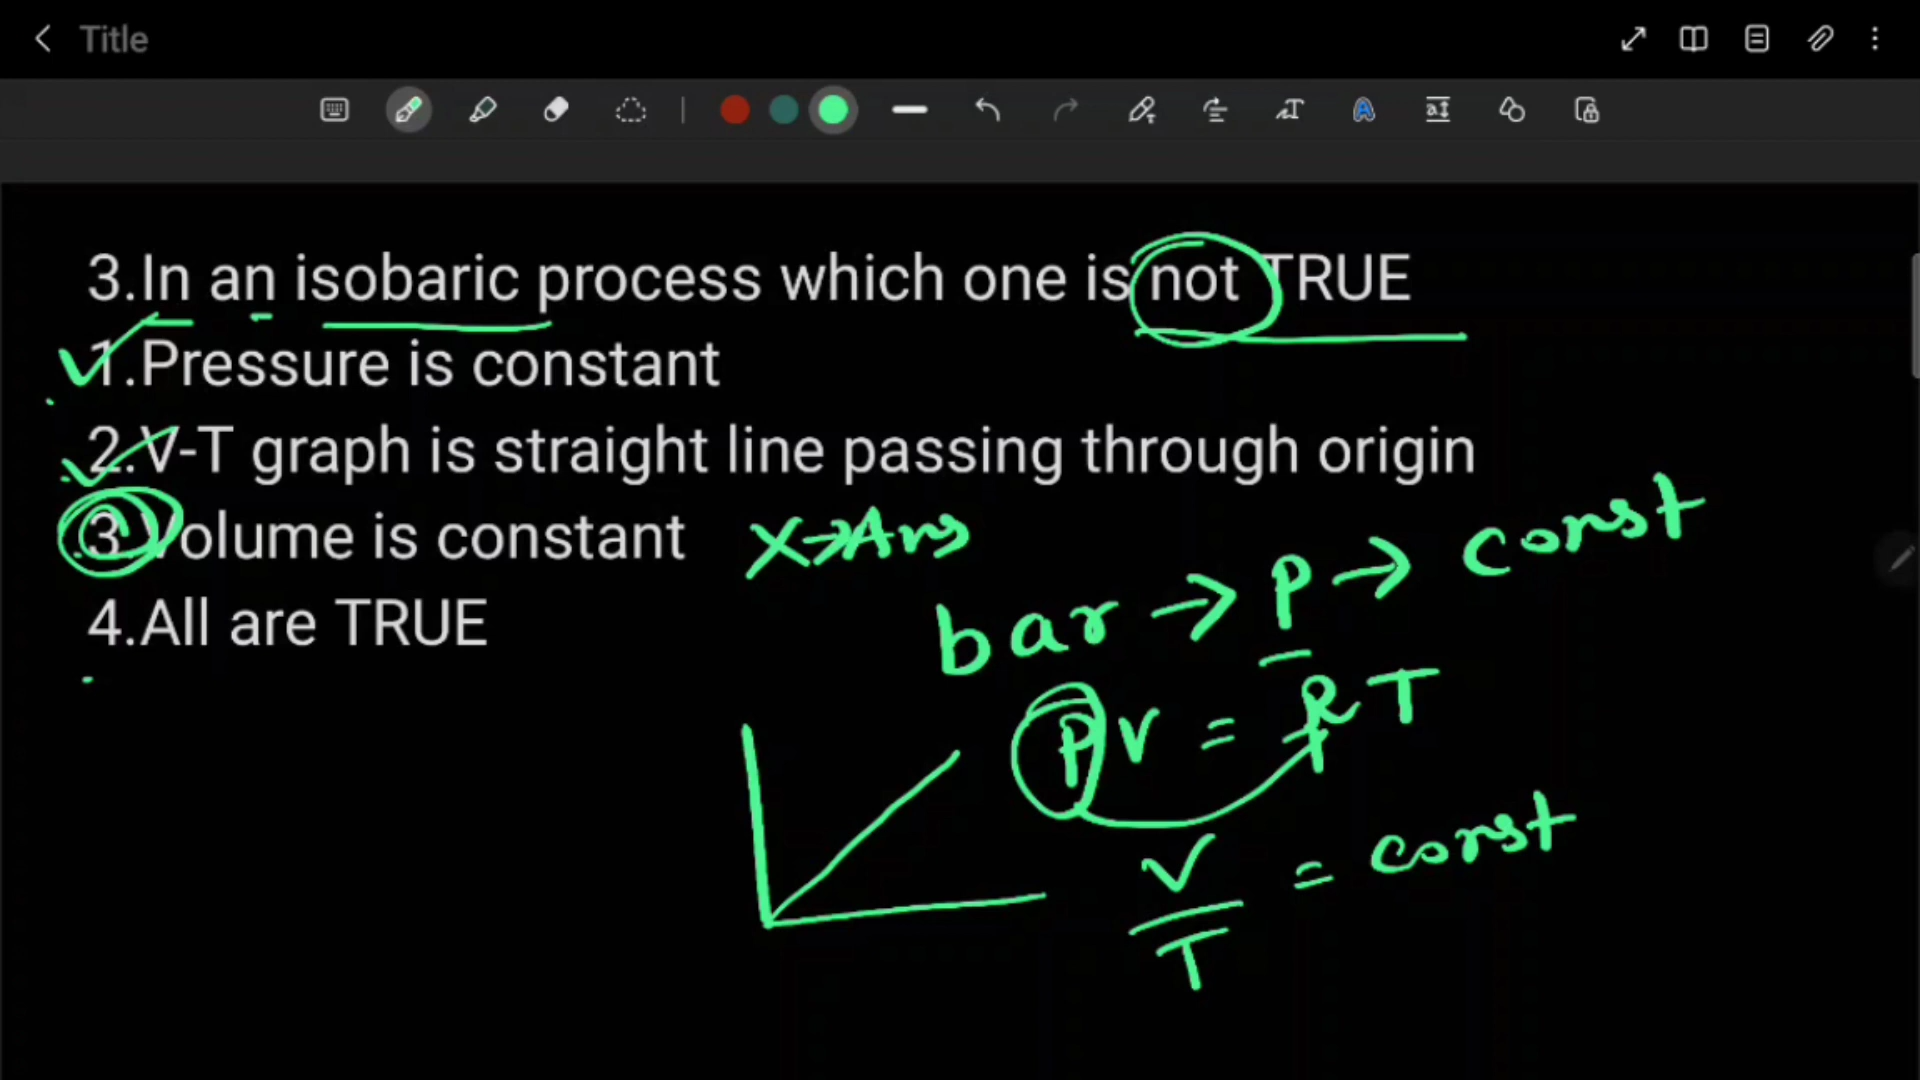 Title
3.In an isobaric process which one is not TRUE
1.Pressure is constant
2.V-T graph is straight line passing through origin
3.Volume is constant X→Ans
4.All are TRUE
bar → P → const
PV = RT
V/T = const